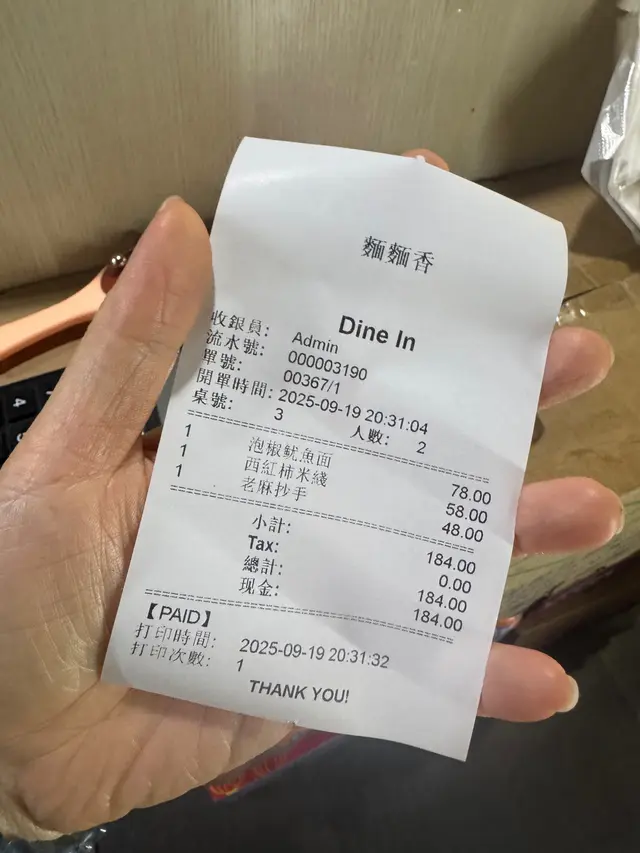 麵麵香
Dine In
收銀員: Admin
流水號: 000003190
單號: 00367/1
開單時間: 2025-09-19 20:31:04
桌號: 3 人數: 2
1 泡椒魷魚面 78.00
1 西紅柿米綫 58.00
1 老麻抄手 48.00
小計: 184.00
Tax: 0.00
總計: 184.00
现金: 184.00
【PAID】
打印時間: 2025-09-19 20:31:32
打印次數: 1
THANK YOU!
4